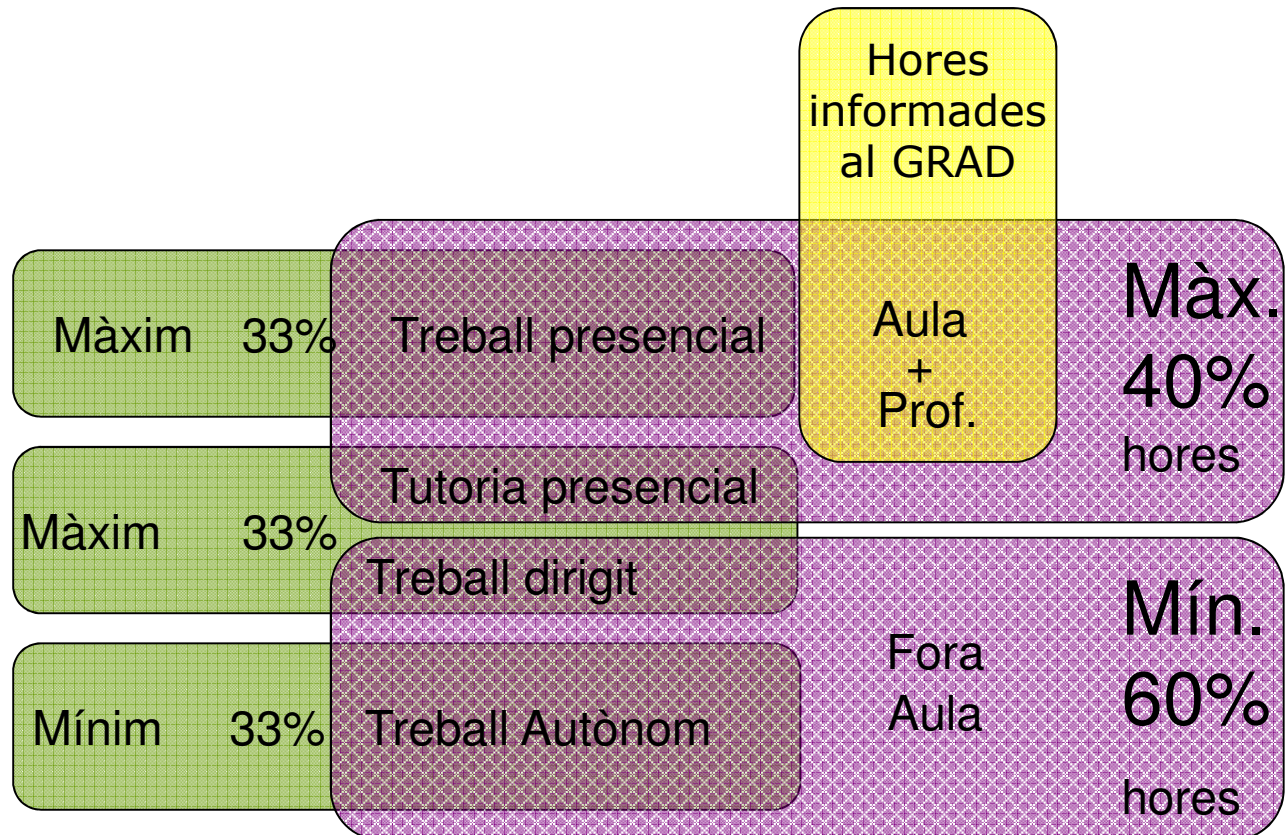 Hores
informades
al GRAD
Màxim 33%
Treball presencial
Aula
+
Prof.
Màx.
40%
hores
Màxim 33%
Tutoria presencial
Treball dirigit
Mínim 33%
Treball Autònom
Fora
Aula
Mín.
60%
hores